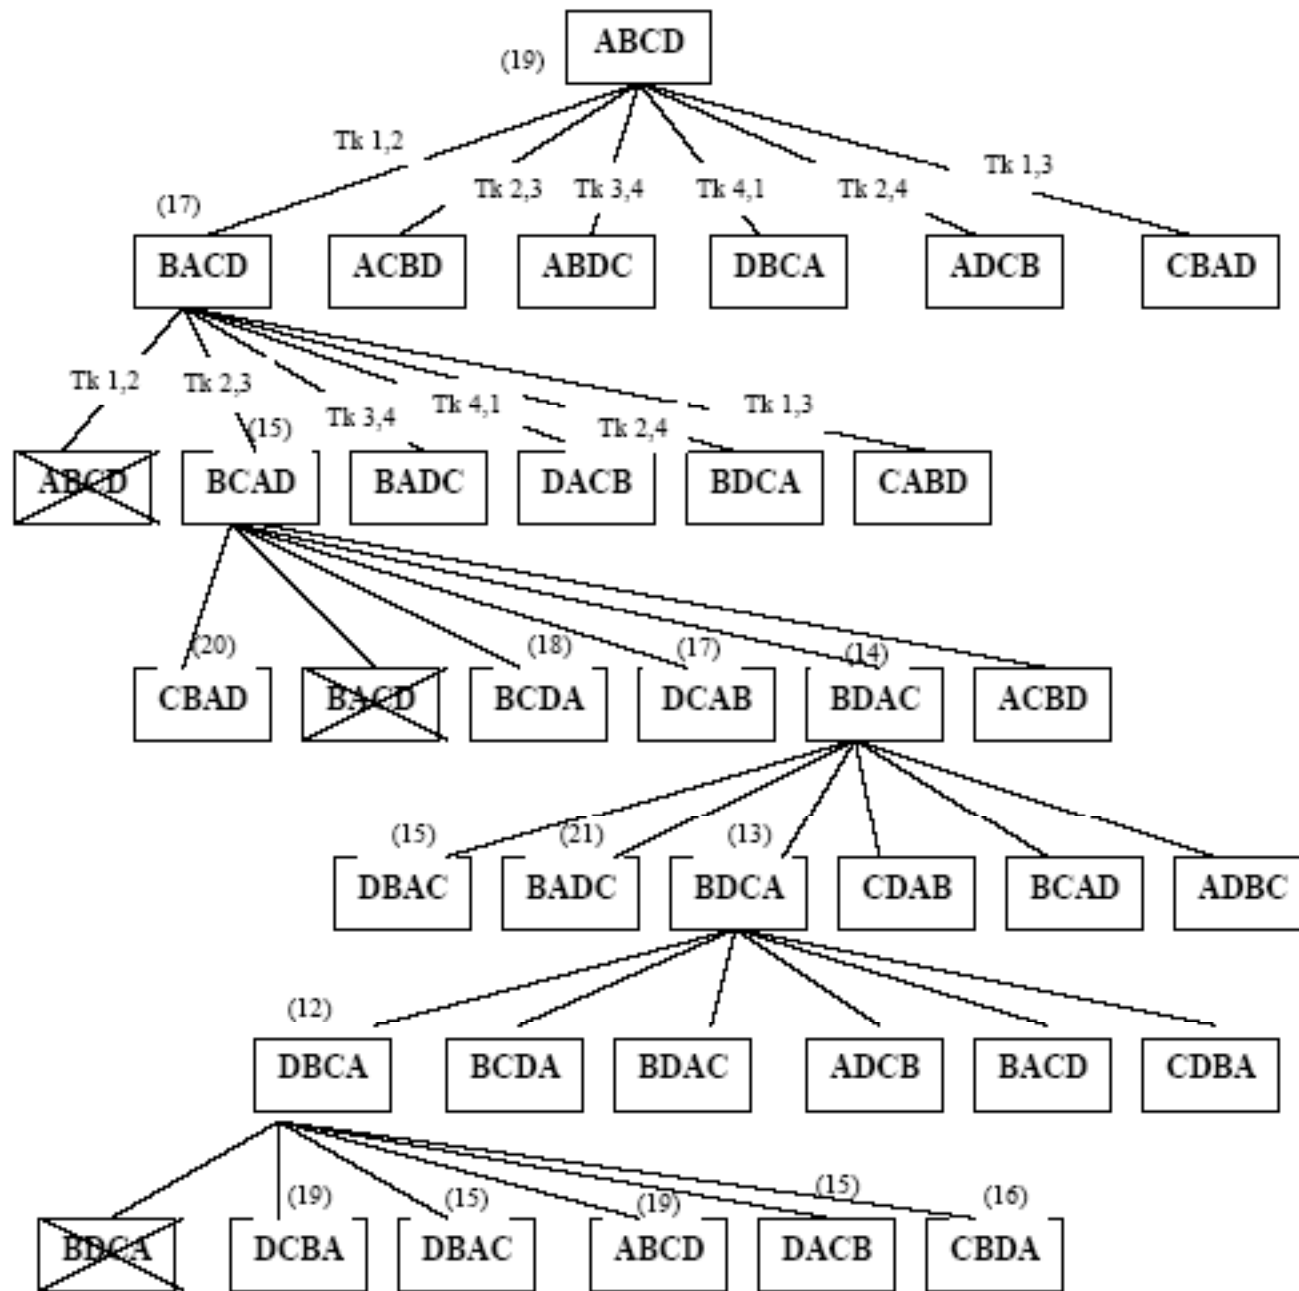 ABCD
(19)
Tk 1,2
Tk 1,3
Tk 2,3
Tk 3,4
Tk 4,1
Tk 2,4
(17)
BACD
ACBD
ABDC
DBCA
ADCB
CBAD
Tk 1,2
Tk 2,3
Tk 3,4
Tk 4,1
Tk 2,4
Tk 1,3
(15)
ABCD
BCAD
BADC
DACB
BDCA
CABD
(20)
(18)
(17)
(14)
CBAD
BACD
BCDA
DCAB
BDAC
ACBD
(15)
(21)
(13)
DBAC
BADC
BDCA
CDAB
BCAD
ADBC
(12)
DBCA
BCDA
BDAC
ADCB
BACD
CDBA
(19)
(15)
(19)
(15)
(16)
BDCA
DCBA
DBAC
ABCD
DACB
CBDA